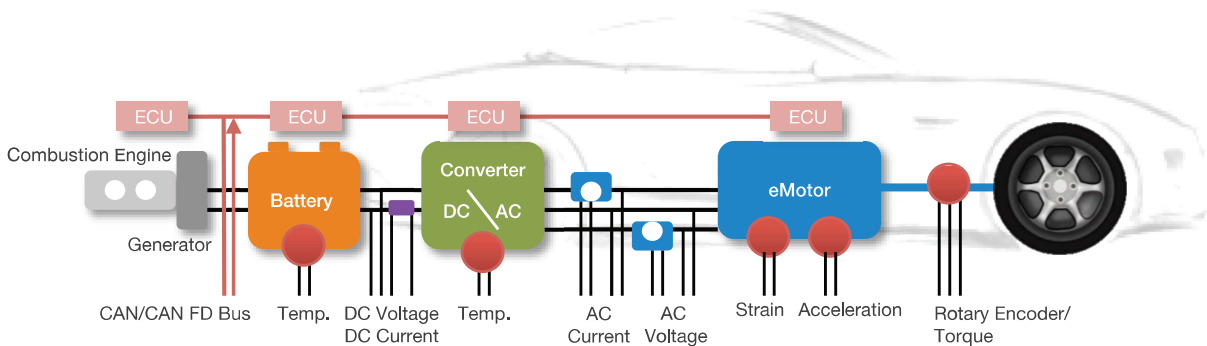 ECU
ECU
ECU
ECU
Combustion Engine
Generator
Battery
Converter
DC
AC
eMotor
CAN/CAN FD Bus
Temp.
DC Voltage
DC Current
Temp.
AC
Current
AC
Voltage
Strain
Acceleration
Rotary Encoder/
Torque